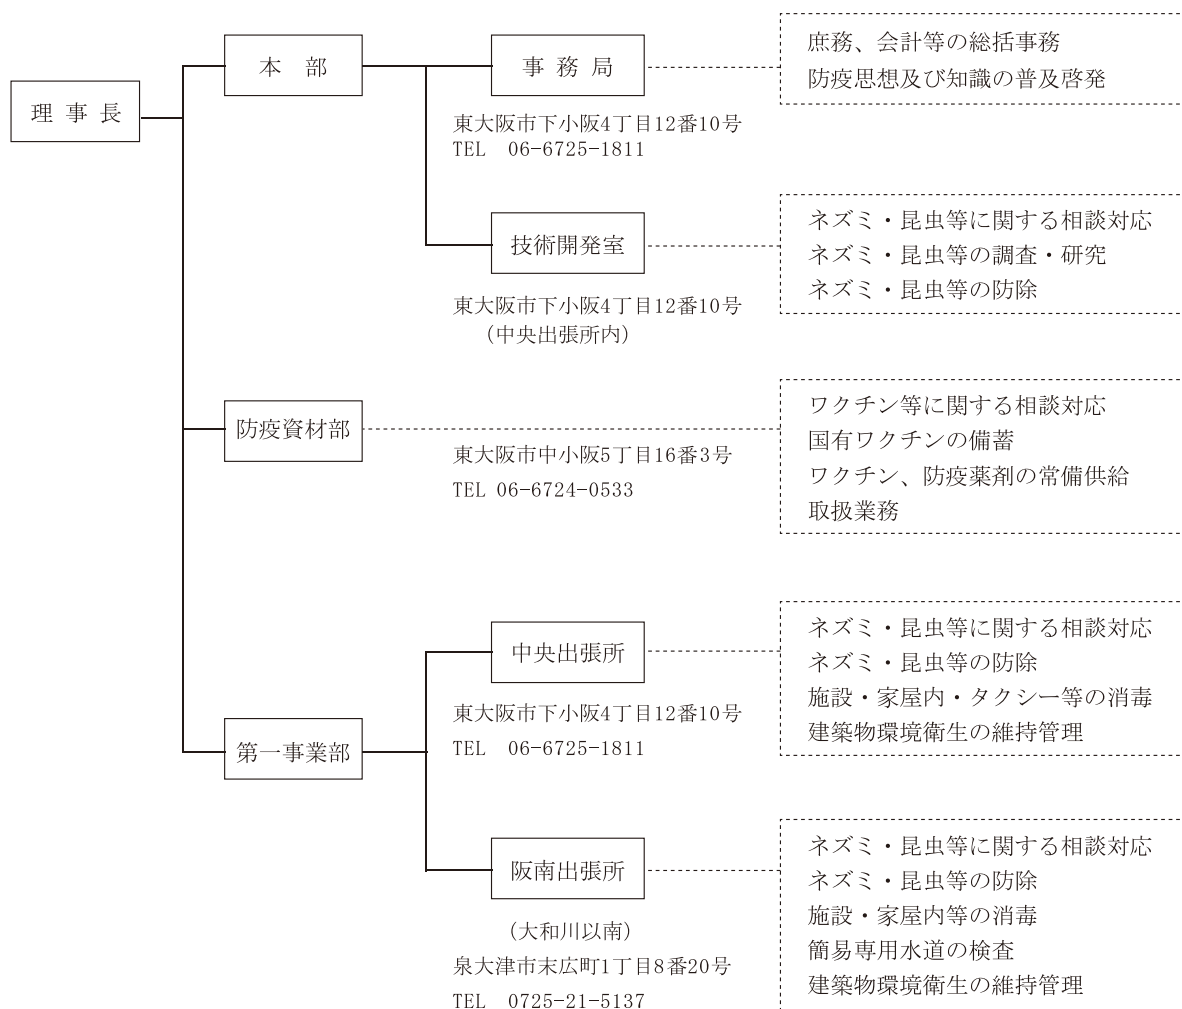 理 事 長
本 部
事 務 局
東大阪市下小阪4丁目12番10号
TEL 06-6725-1811
庶務、会計等の総括事務
防疫思想及び知識の普及啓発
技術開発室
東大阪市下小阪4丁目12番10号
（中央出張所内）
ネズミ・昆虫等に関する相談対応
ネズミ・昆虫等の調査・研究
ネズミ・昆虫等の防除
防疫資材部
東大阪市中小阪5丁目16番3号
TEL 06-6724-0533
ワクチン等に関する相談対応
国有ワクチンの備蓄
ワクチン、防疫薬剤の常備供給
取扱業務
第一事業部
中央出張所
東大阪市下小阪4丁目12番10号
TEL 06-6725-1811
ネズミ・昆虫等に関する相談対応
ネズミ・昆虫等の防除
施設・家屋内・タクシー等の消毒
建築物環境衛生の維持管理
阪南出張所
（大和川以南）
泉大津市末広町1丁目8番20号
TEL 0725-21-5137
ネズミ・昆虫等に関する相談対応
ネズミ・昆虫等の防除
施設・家屋内等の消毒
簡易専用水道の検査
建築物環境衛生の維持管理